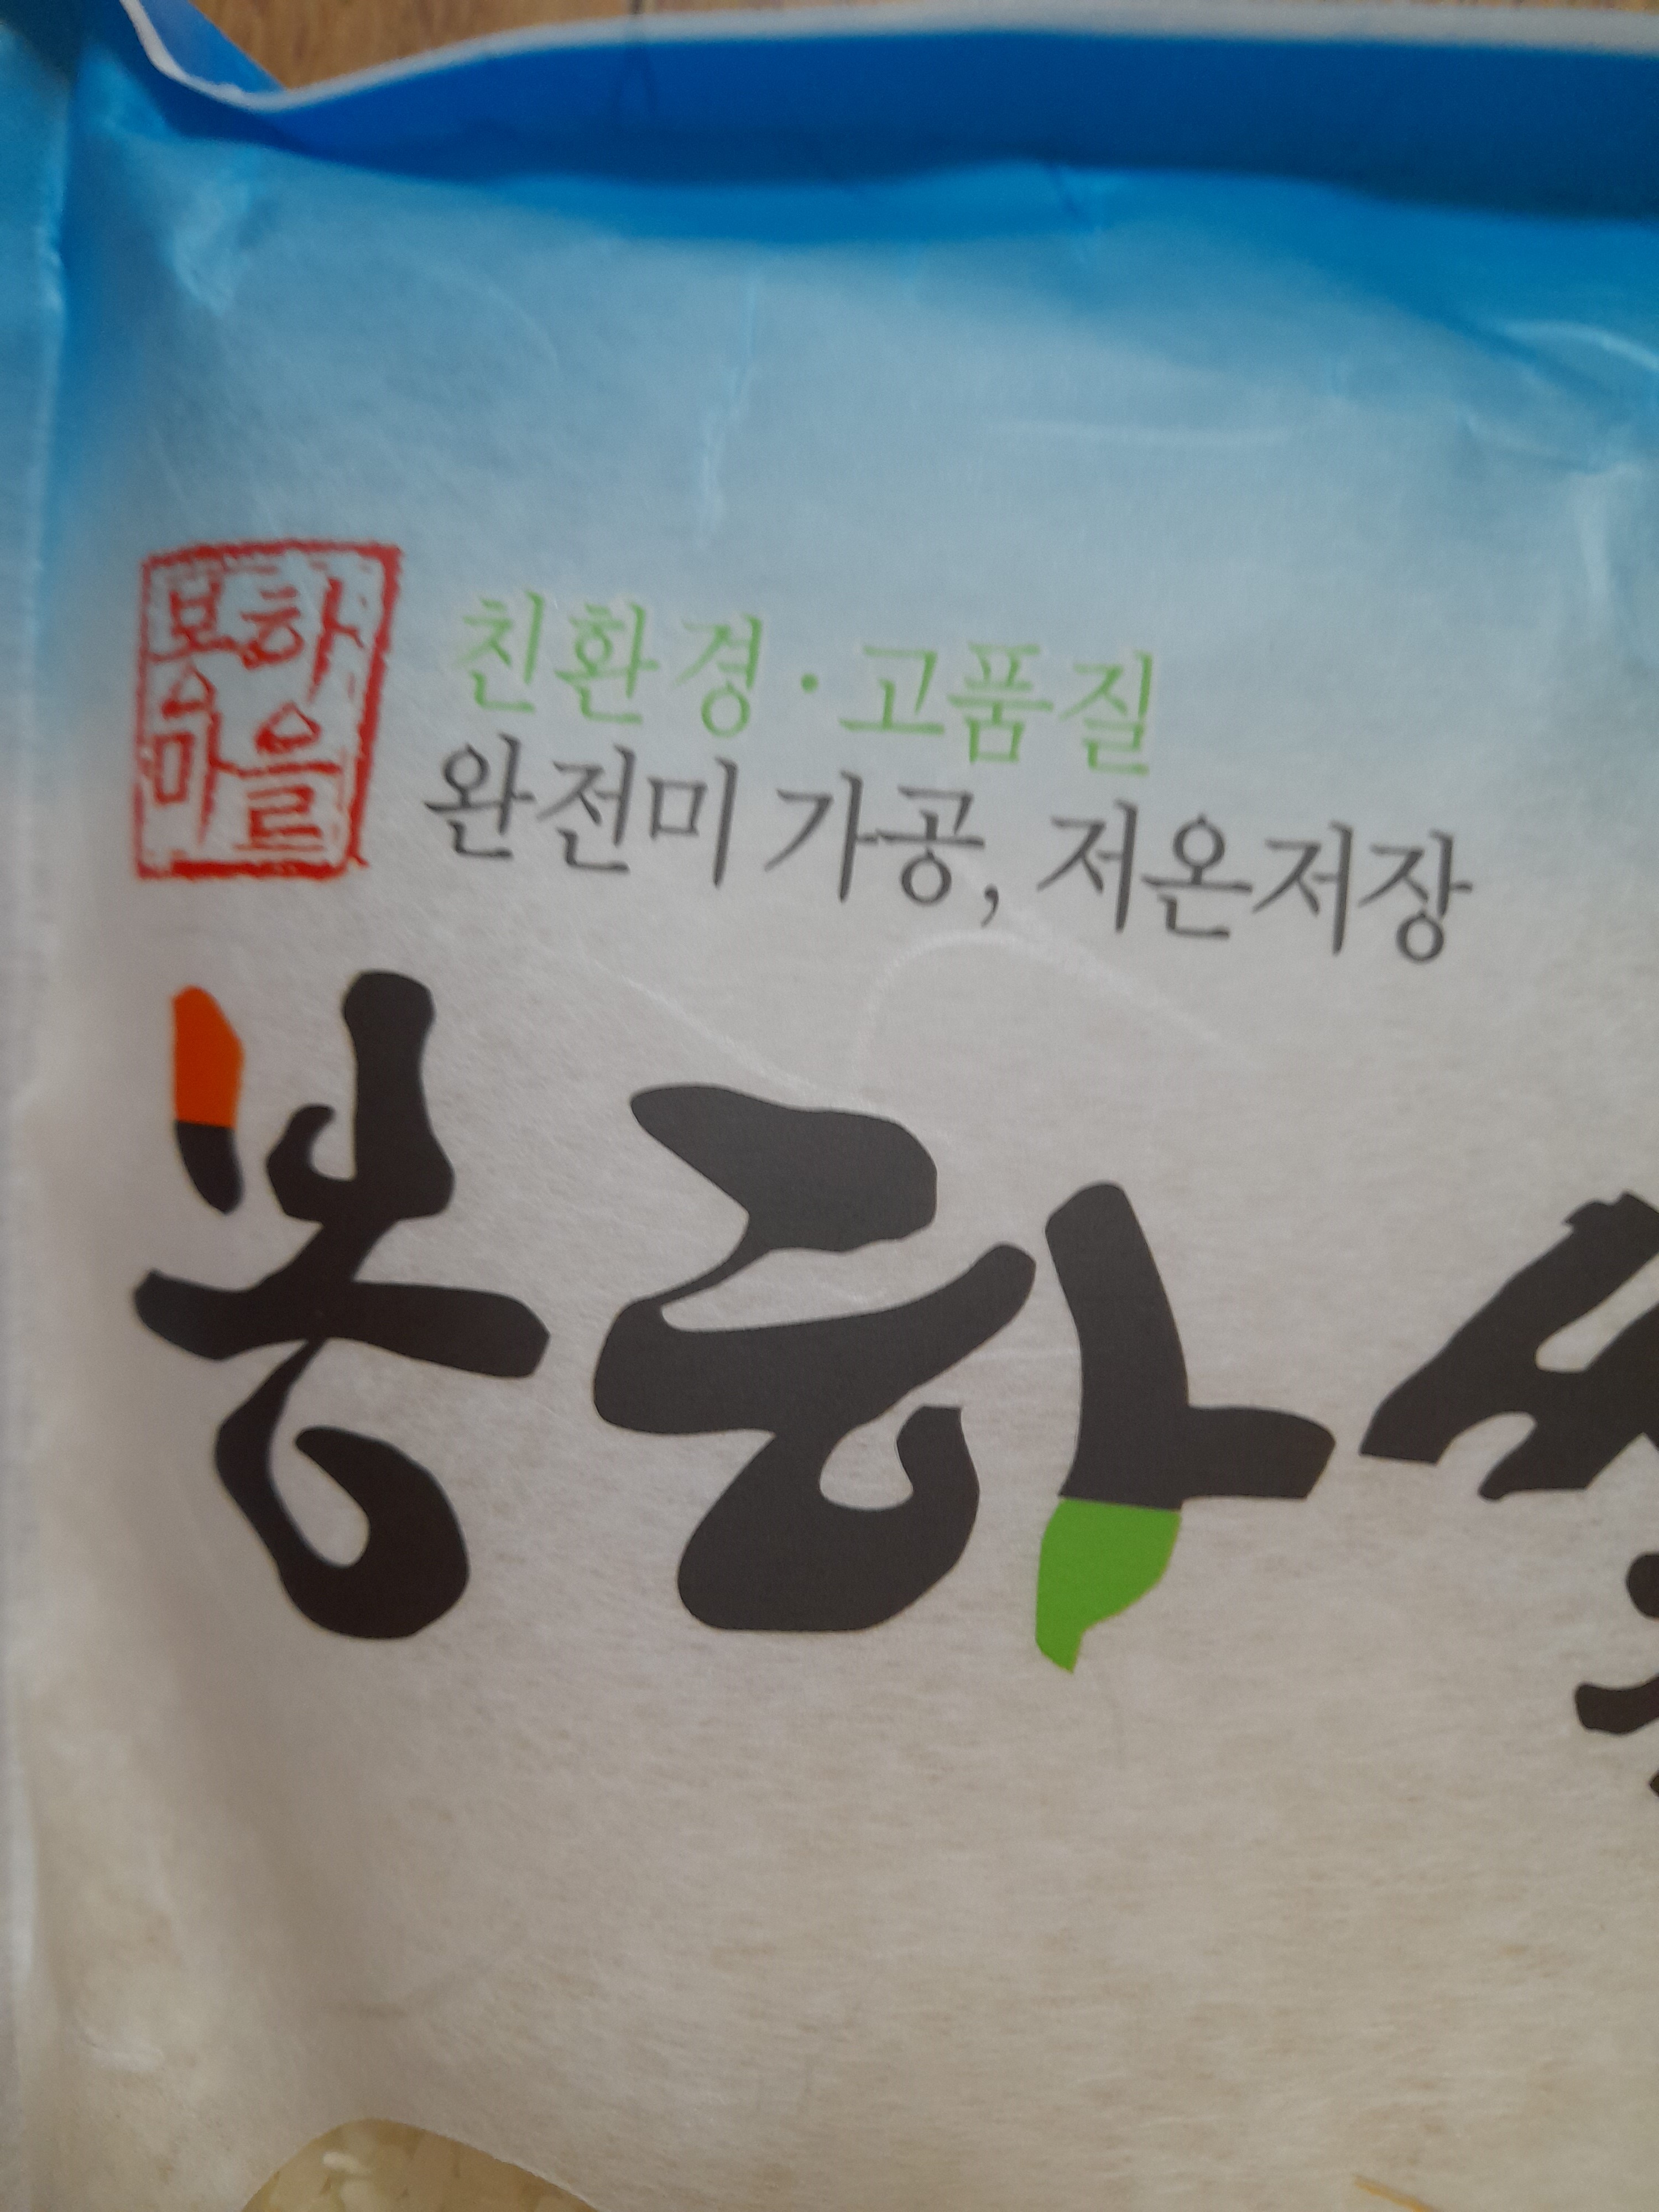 봉하
마을
친환경·고품질
완전미 가공, 저온저장
봉하쌀